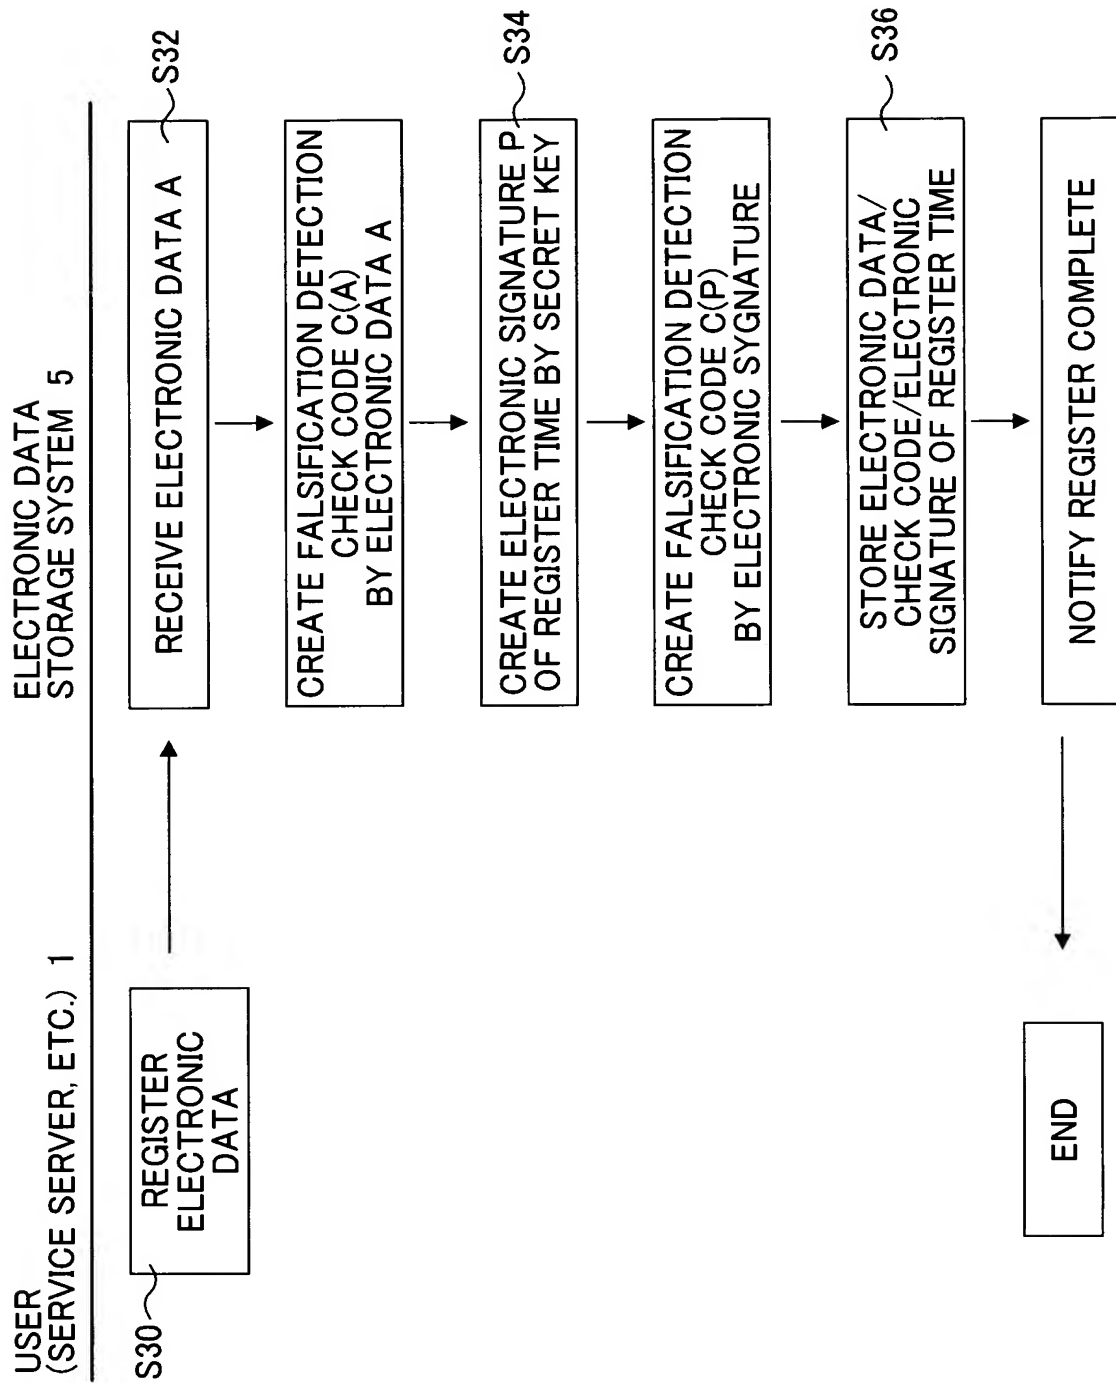 USER
(SERVICE SERVER, ETC.) 1
ELECTRONIC DATA
STORAGE SYSTEM 5
S30
REGISTER
ELECTRONIC
DATA
RECEIVE ELECTRONIC DATA A
S32
CREATE FALSIFICATION DETECTION
CHECK CODE C(A)
BY ELECTRONIC DATA A
CREATE ELECTRONIC SIGNATURE P
OF REGISTER TIME BY SECRET KEY
S34
CREATE FALSIFICATION DETECTION
CHECK CODE C(P)
BY ELECTRONIC SYGNATURE
STORE ELECTRONIC DATA/
CHECK CODE/ELECTRONIC
SIGNATURE OF REGISTER TIME
S36
NOTIFY REGISTER COMPLETE
END